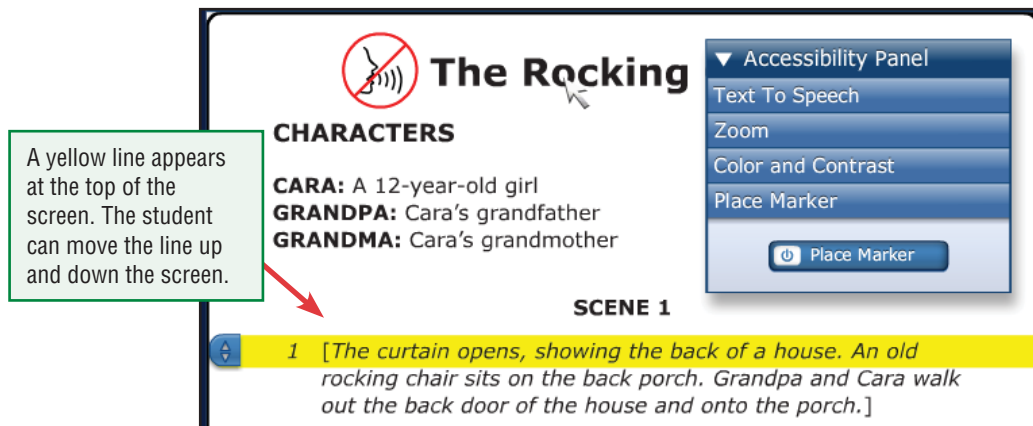 The Rocking
▼ Accessibility Panel
Text To Speech
Zoom
Color and Contrast
Place Marker
Place Marker
CHARACTERS
CARA: A 12-year-old girl
GRANDPA: Cara's grandfather
GRANDMA: Cara's grandmother
A yellow line appears
at the top of the
screen. The student
can move the line up
and down the screen.
SCENE 1
1 [The curtain opens, showing the back of a house. An old
rocking chair sits on the back porch. Grandpa and Cara walk
out the back door of the house and onto the porch.]